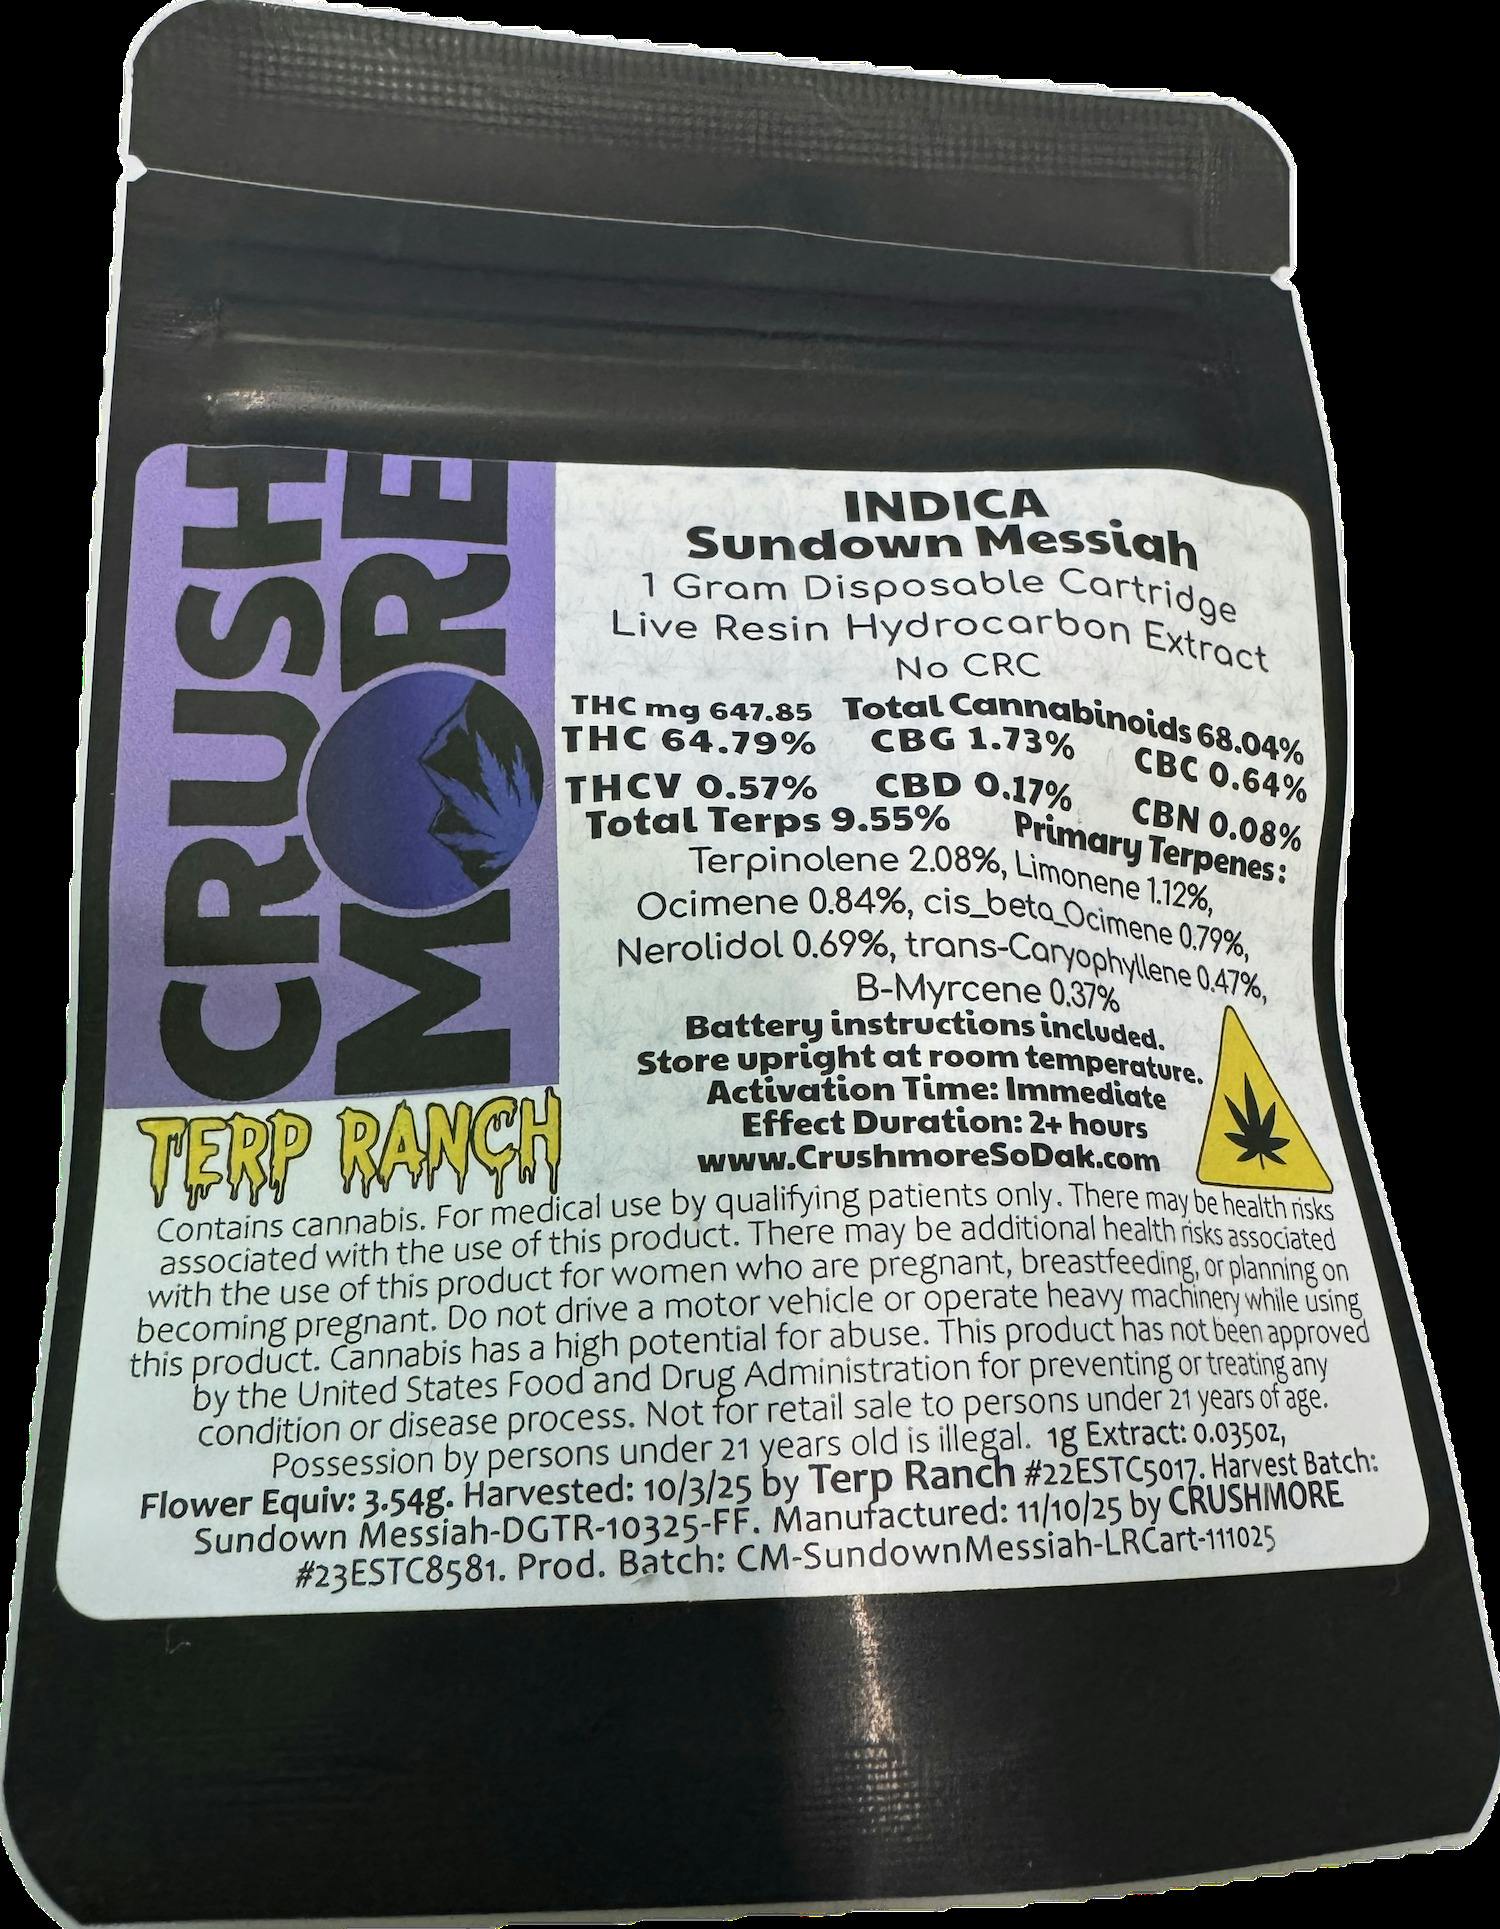 CRUSH
MORE
TERP RANCH
INDICA
Sundown Messiah
1 Gram Disposable Cartridge
Live Resin Hydrocarbon Extract
No CRC
THC mg 647.85 Total Cannabinoids 68.04%
THC 64.79% CBG 1.73% CBC 0.64%
THCV 0.57% CBD 0.17% CBN 0.08%
Total Terps 9.55% Primary Terpenes:
Terpinolene 2.08%, Limonene 1.12%,
Ocimene 0.84%, cis_beta_Ocimene 0.79%,
Nerolidol 0.69%, trans-Caryophyllene 0.47%,
B-Myrcene 0.37%
Battery instructions included.
Store upright at room temperature.
Activation Time: Immediate
Effect Duration: 2+ hours
www.CrushmoreSoDak.com
Contains cannabis. For medical use by qualifying patients only. There may be health risks
associated with the use of this product. There may be additional health risks associated
with the use of this product for women who are pregnant, breastfeeding, or planning on
becoming pregnant. Do not drive a motor vehicle or operate heavy machinery while using
this product. Cannabis has a high potential for abuse. This product has not been approved
by the United States Food and Drug Administration for preventing or treating any
condition or disease process. Not for retail sale to persons under 21 years of age.
Possession by persons under 21 years old is illegal. 1g Extract: 0.035oz,
Flower Equiv: 3.54g. Harvested: 10/3/25 by Terp Ranch #22ESTC5017. Harvest Batch:
Sundown Messiah-DGTR-10325-FF. Manufactured: 11/10/25 by CRUSHMORE
#23ESTC8581. Prod. Batch: CM-SundownMessiah-LRCart-111025